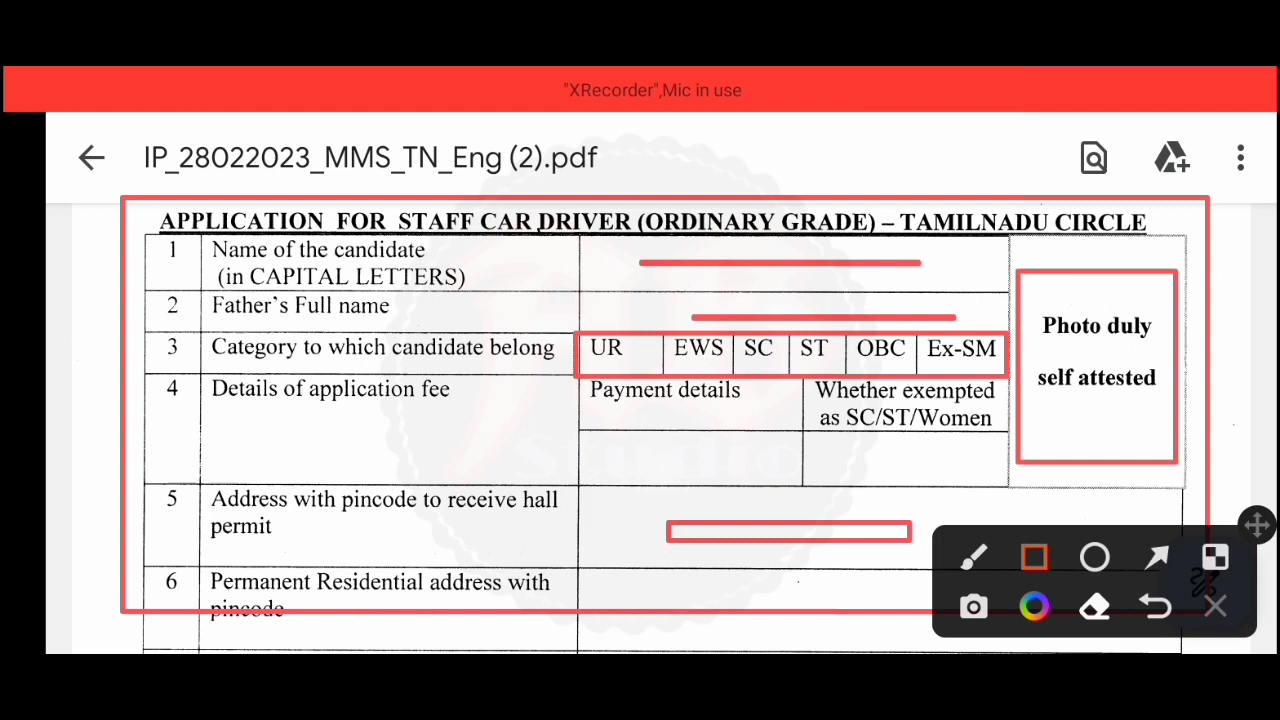 "XRecorder",Mic in use
IP_28022023_MMS_TN_Eng (2).pdf
APPLICATION FOR STAFF CAR DRIVER (ORDINARY GRADE) – TAMILNADU CIRCLE
1 Name of the candidate
(in CAPITAL LETTERS)
2 Father's Full name
3 Category to which candidate belong UR EWS SC ST OBC Ex-SM
Photo duly
self attested
4 Details of application fee Payment details Whether exempted
as SC/ST/Women
5 Address with pincode to receive hall
permit
6 Permanent Residential address with
pincode
Studio